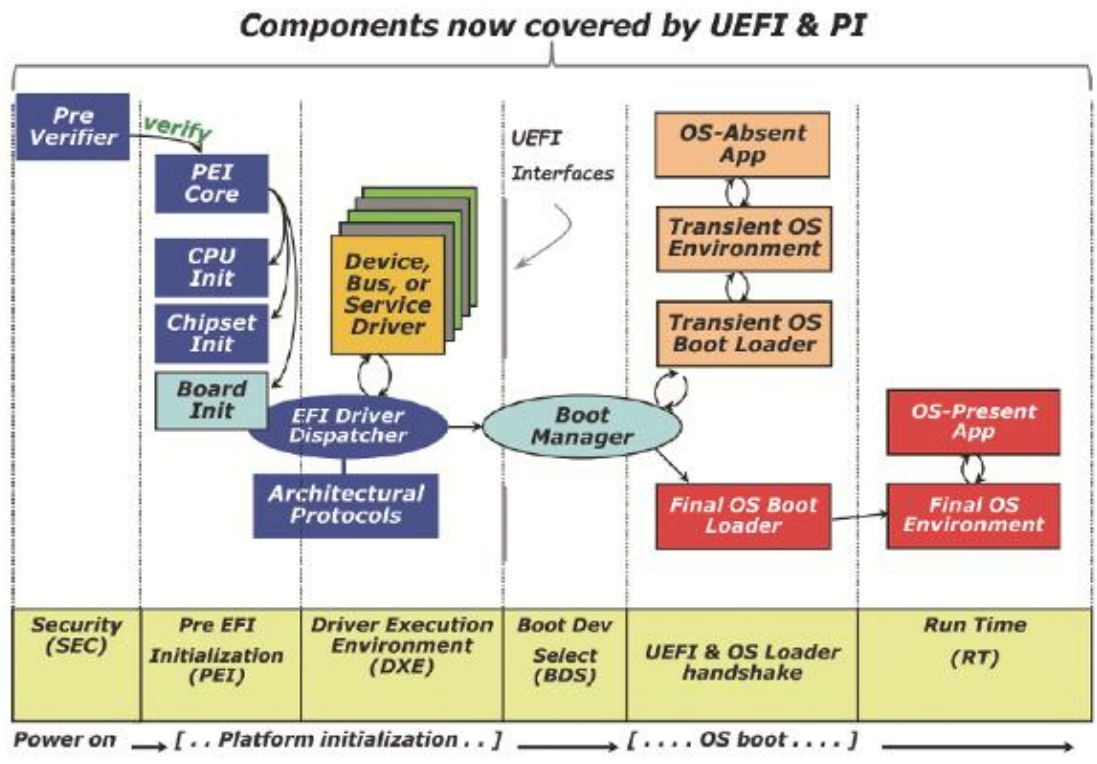 Components now covered by UEFI & PI
Pre
Verifier
verify
PEI
Core
CPU
Init
Chipset
Init
Board
Init
Device,
Bus, or
Service
Driver
EFI Driver
Dispatcher
Architectural
Protocols
UEFI
Interfaces
Boot
Manager
OS-Absent
App
Transient OS
Environment
Transient OS
Boot Loader
Final OS Boot
Loader
OS-Present
App
Final OS
Environment
Security
(SEC)
Pre EFI
Initialization
(PEI)
Driver Execution
Environment
(DXE)
Boot Dev
Select
(BDS)
UEFI & OS Loader
handshake
Run Time
(RT)
Power on
[ . . Platform initialization . . ]
[ . . . . OS boot . . . . ]